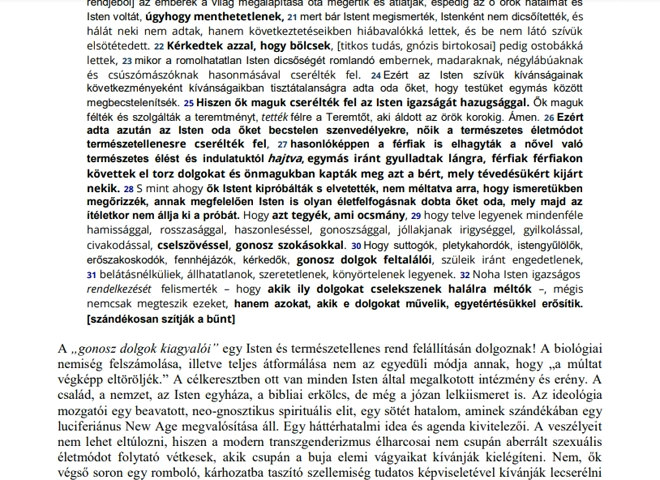 rendjeből] az emberek a világ megalapítása óta megértik és átlátják, éspedig az ő örök hatalmát és
Isten voltát, úgyhogy menthetetlenek, 21 mert bár Istent megismerték, Istenként nem dicsőítették, és
hálát neki nem adtak, hanem következtetéseikben hiábavalókká lettek, és be nem látó szívük
elsötétedett. 22 Kérkedtek azzal, hogy bölcsek, [titkos tudás, gnózis birtokosai] pedig ostobákká
lettek, 23 mikor a romolhatatlan Isten dicsőségét romlandó embernek, madaraknak, négylábúaknak
és csúszómászóknak hasonmásával cserélték fel. 24 Ezért az Isten szívük kívánságainak
következményeként kívánságaikban tisztátalanságra adta oda őket, hogy testüket egymás között
megbecstelenítsék. 25 Hiszen ők maguk cserélték fel az Isten igazságát hazugsággal. Ők maguk
félték és szolgálták a teremtményt, tették félre a Teremtőt, aki áldott az örök korokig. Ámen. 26 Ezért
adta azután az Isten oda őket becstelen szenvedélyekre, nőik a természetes életmódot
természetellenesre cserélték fel, 27 hasonlóképpen a férfiak is elhagyták a nővel való
természetes élést és indulatuktól hajtva, egymás iránt gyulladtak lángra, férfiak férfiakon
követtek el torz dolgokat és önmagukban kapták meg azt a bért, mely tévedésükért kijárt
nekik. 28 S mint ahogy ők Istent kipróbálták s elvetették, nem méltatva arra, hogy ismeretükben
megőrizzék, annak megfelelően Isten is olyan életfelfogásnak dobta őket oda, mely majd az
ítéletkor nem állja ki a próbát. Hogy azt tegyék, ami ocsmány, 29 hogy telve legyenek mindenféle
hamissággal, rosszasággal, haszonleséssel, gonoszsággal, jóllakjanak irigységgel, gyilkolással,
civakodással, cselszövéssel, gonosz szokásokkal. 30 Hogy suttogók, pletykahordók, istengyűlölők,
erőszakoskodók, fennhéjázók, kérkedők, gonosz dolgok feltalálói, szüleik iránt engedetlenek,
31 belátásnélküliek, állhatatlanok, szeretetlenek, könyörtelenek legyenek. 32 Noha Isten igazságos
rendelkezését felismerték – hogy akik ily dolgokat cselekszenek halálra méltók –, mégis
nemcsak megteszik ezeket, hanem azokat, akik e dolgokat művelik, egyetértésükkel erősítik.
[szándékosan szítják a bűnt]
A „gonosz dolgok kiagyalói” egy Isten és természetellenes rend felállításán dolgoznak! A biológiai
nemiség felszámolása, illetve teljes átformálása nem az egyedüli módja annak, hogy „a múltat
végképp eltöröljék.” A célkeresztben ott van minden Isten által megalkotott intézmény és erény. A
család, a nemzet, az Isten egyháza, a bibliai erkölcs, de még a józan lelkiismeret is. Az ideológia
mozgatói egy beavatott, neo-gnosztikus spirituális elit, egy sötét hatalom, aminek szándékában egy
luciferiánus New Age megvalósítása áll. Egy háttérhatalmi idea és agenda kivitelezői. A veszélyeit
nem lehet eltúlozni, hiszen a modern transzgenderizmus élharcosai nem csupán aberrált szexuális
életmódot folytató vétkesek, akik csupán a buja elemi vágyaikat kívánják kielégíteni. Nem, ők
végső soron egy romboló, kárhozatba taszító szellemiség tudatos képviseletével kívánják lecserélni